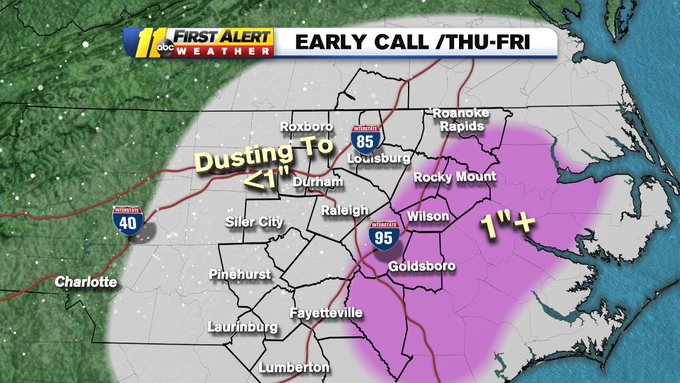 11 abc FIRST ALERT
WEATHER
EARLY CALL /THU-FRI
Roanoke
Rapids
Roxboro
INTERSTATE
85
Louisburg
Dusting To
<1"
Durham
Rocky Mount
Raleigh
Wilson
INTERSTATE
40
Siler City
1"+
INTERSTATE
95
Goldsboro
Charlotte
Pinehurst
Fayetteville
Laurinburg
Lumberton